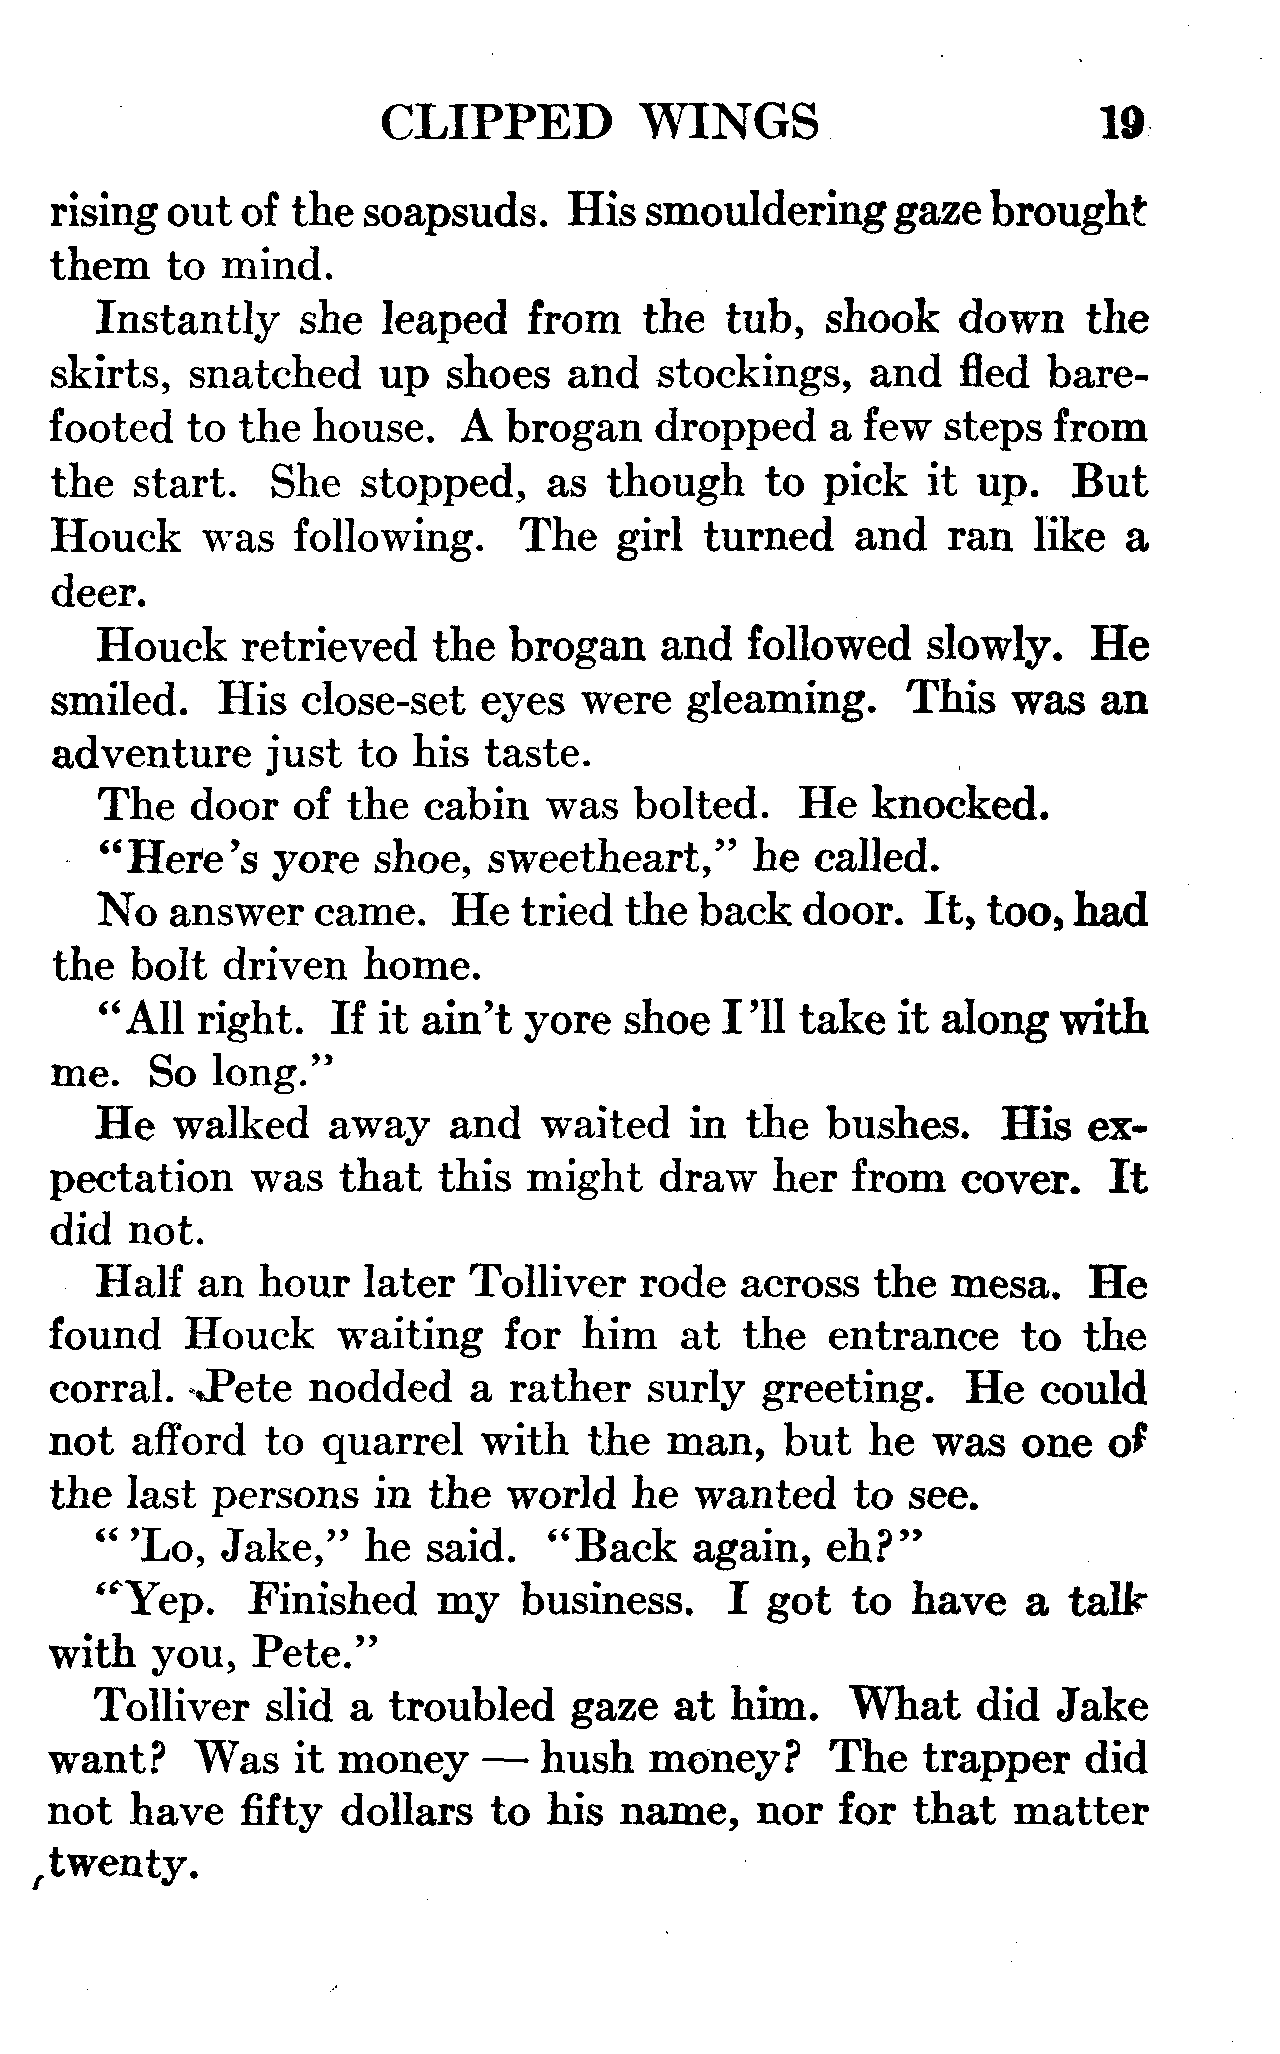 CLIPPED WINGS 19
rising out of the soapsuds. His smouldering gaze brought
them to mind.
Instantly she leaped from the tub, shook down the
skirts, snatched up shoes and stockings, and fled bare-
footed to the house. A brogan dropped a few steps from
the start. She stopped, as though to pick it up. But
Houck was following. The girl turned and ran like a
deer.
Houck retrieved the brogan and followed slowly. He
smiled. His close-set eyes were gleaming. This was an
adventure just to his taste.
The door of the cabin was bolted. He knocked.
“Here's yore shoe, sweetheart,” he called.
No answer came. He tried the back door. It, too, had
the bolt driven home.
“All right. If it ain't yore shoe I'll take it along with
me. So long.”
He walked away and waited in the bushes. His ex-
pectation was that this might draw her from cover. It
did not.
Half an hour later Tolliver rode across the mesa. He
found Houck waiting for him at the entrance to the
corral. Pete nodded a rather surly greeting. He could
not afford to quarrel with the man, but he was one of
the last persons in the world he wanted to see.
“'Lo, Jake,” he said. “Back again, eh?”
“Yep. Finished my business. I got to have a talk
with you, Pete.”
Tolliver slid a troubled gaze at him. What did Jake
want? Was it money — hush money? The trapper did
not have fifty dollars to his name, nor for that matter
twenty.